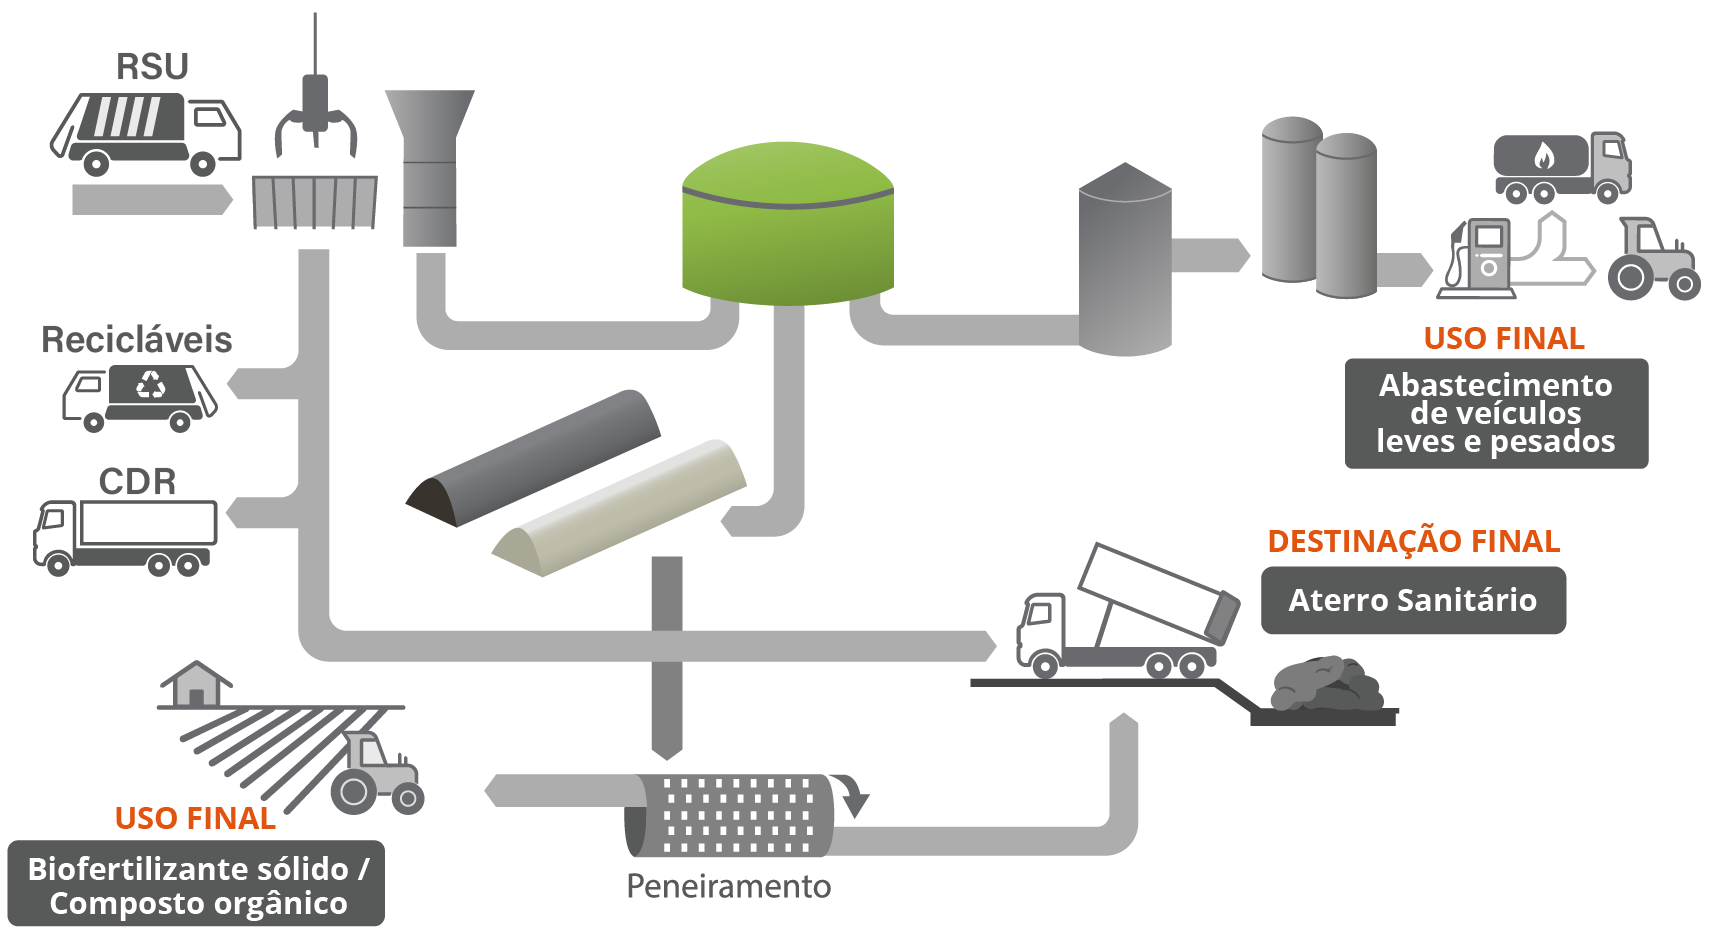 RSU
Recicláveis
CDR
USO FINAL
Abastecimento
de veículos
leves e pesados
DESTINAÇÃO FINAL
Aterro Sanitário
USO FINAL
Biofertilizante sólido /
Composto orgânico
Peneiramento